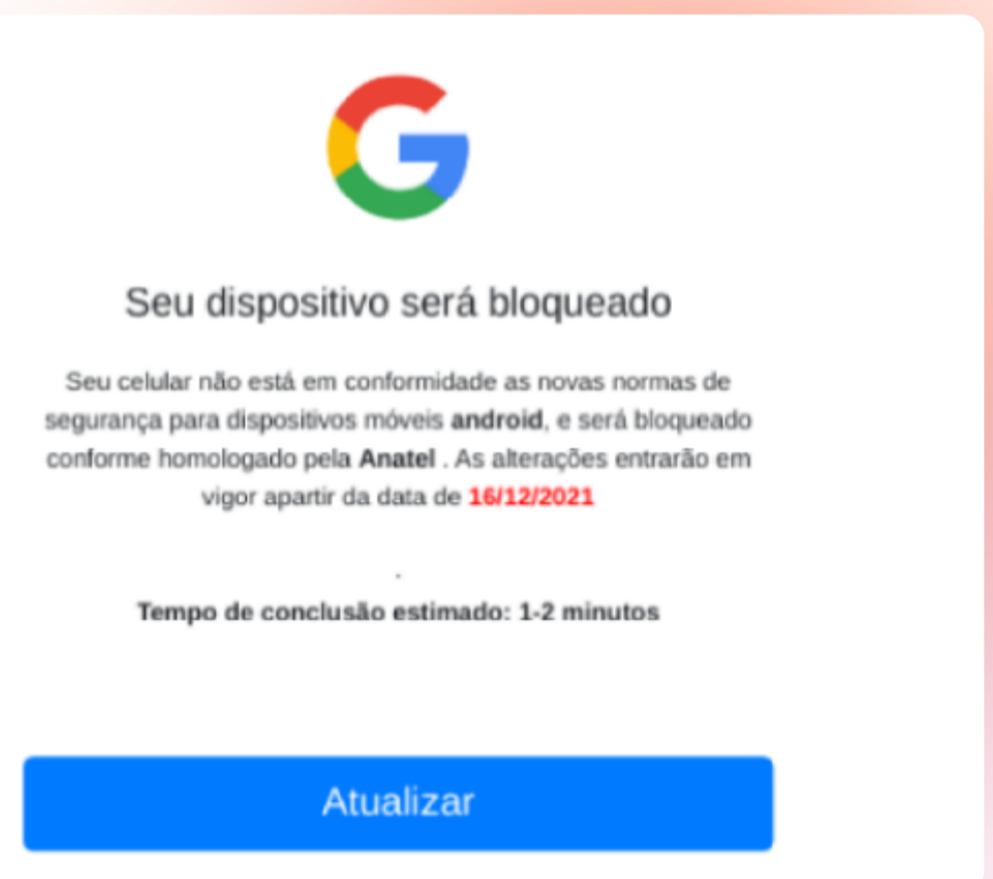 Seu dispositivo será bloqueado
Seu celular não está em conformidade as novas normas de
segurança para dispositivos móveis android, e será bloqueado
conforme homologado pela Anatel . As alterações entrarão em
vigor apartir da data de 16/12/2021
.
Tempo de conclusão estimado: 1-2 minutos
Atualizar